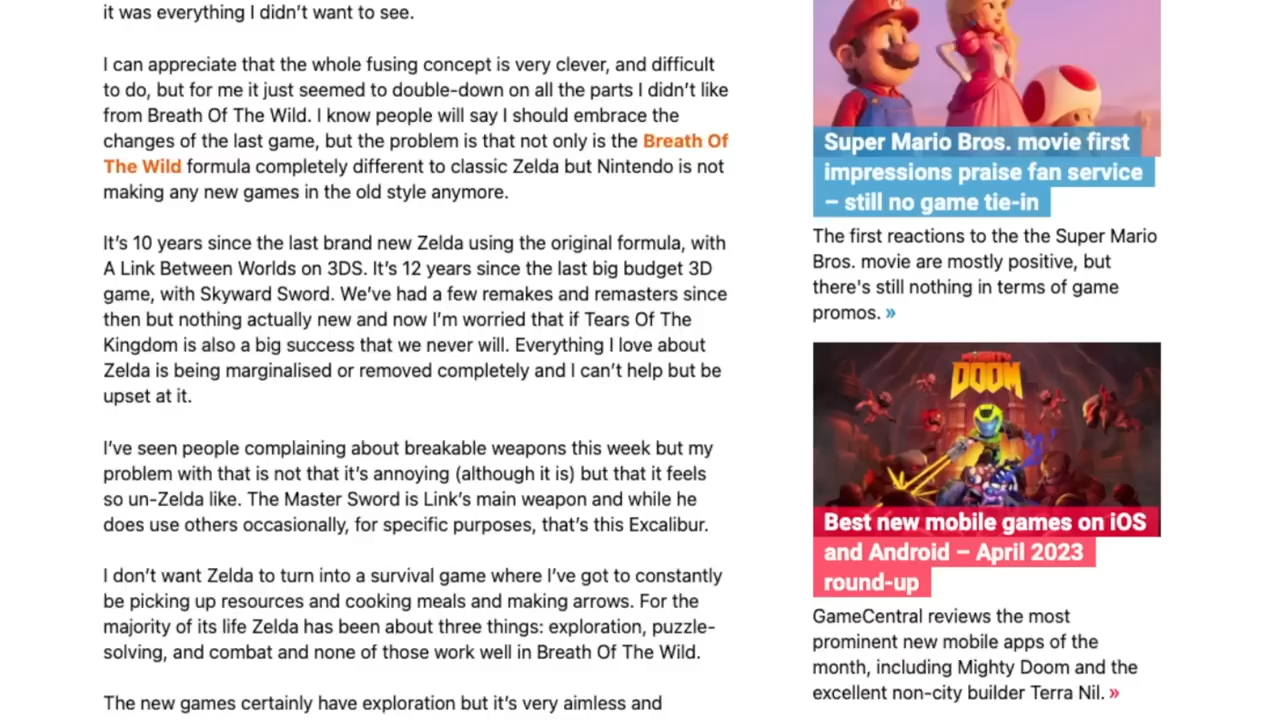 it was everything I didn’t want to see.
I can appreciate that the whole fusing concept is very clever, and difficult
to do, but for me it just seemed to double-down on all the parts I didn’t like
from Breath Of The Wild. I know people will say I should embrace the
changes of the last game, but the problem is that not only is the Breath Of
The Wild formula completely different to classic Zelda but Nintendo is not
making any new games in the old style anymore.
It’s 10 years since the last brand new Zelda using the original formula, with
A Link Between Worlds on 3DS. It’s 12 years since the last big budget 3D
game, with Skyward Sword. We’ve had a few remakes and remasters since
then but nothing actually new and now I’m worried that if Tears Of The
Kingdom is also a big success that we never will. Everything I love about
Zelda is being marginalised or removed completely and I can’t help but be
upset at it.
I’ve seen people complaining about breakable weapons this week but my
problem with that is not that it’s annoying (although it is) but that it feels
so un-Zelda like. The Master Sword is Link’s main weapon and while he
does use others occasionally, for specific purposes, that’s this Excalibur.
I don’t want Zelda to turn into a survival game where I’ve got to constantly
be picking up resources and cooking meals and making arrows. For the
majority of its life Zelda has been about three things: exploration, puzzle-
solving, and combat and none of those work well in Breath Of The Wild.
The new games certainly have exploration but it’s very aimless and
Super Mario Bros. movie first
impressions praise fan service
– still no game tie-in
The first reactions to the the Super Mario
Bros. movie are mostly positive, but
there's still nothing in terms of game
promos. »
MIGHTY
DOOM
Best new mobile games on iOS
and Android – April 2023
round-up
GameCentral reviews the most
prominent new mobile apps of the
month, including Mighty Doom and the
excellent non-city builder Terra Nil. »